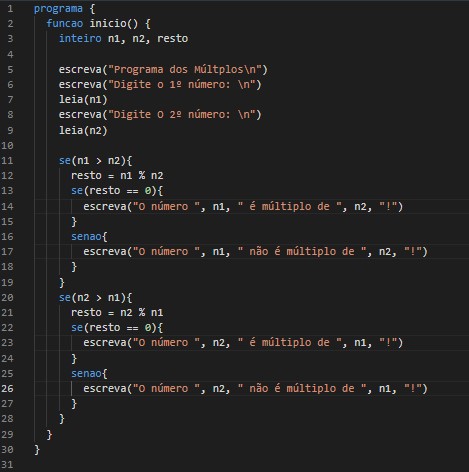 1 programa {
2 funcao inicio() {
3 inteiro n1, n2, resto
4
5 escreva("Programa dos Múltplos\n")
6 escreva("Digite o 1º número: \n")
7 leia(n1)
8 escreva("Digite O 2º número: \n")
9 leia(n2)
10
11 se(n1 > n2){
12 resto = n1 % n2
13 se(resto == 0){
14 escreva("O número ", n1, " é múltiplo de ", n2, "!")
15 }
16 senao{
17 escreva("O número ", n1, " não é múltiplo de ", n2, "!")
18 }
19 }
20 se(n2 > n1){
21 resto = n2 % n1
22 se(resto == 0){
23 escreva("O número ", n2, " é múltiplo de ", n1, "!")
24 }
25 senao{
26 escreva("O número ", n2, " não é múltiplo de ", n1, "!")
27 }
28 }
29 }
30 }
31